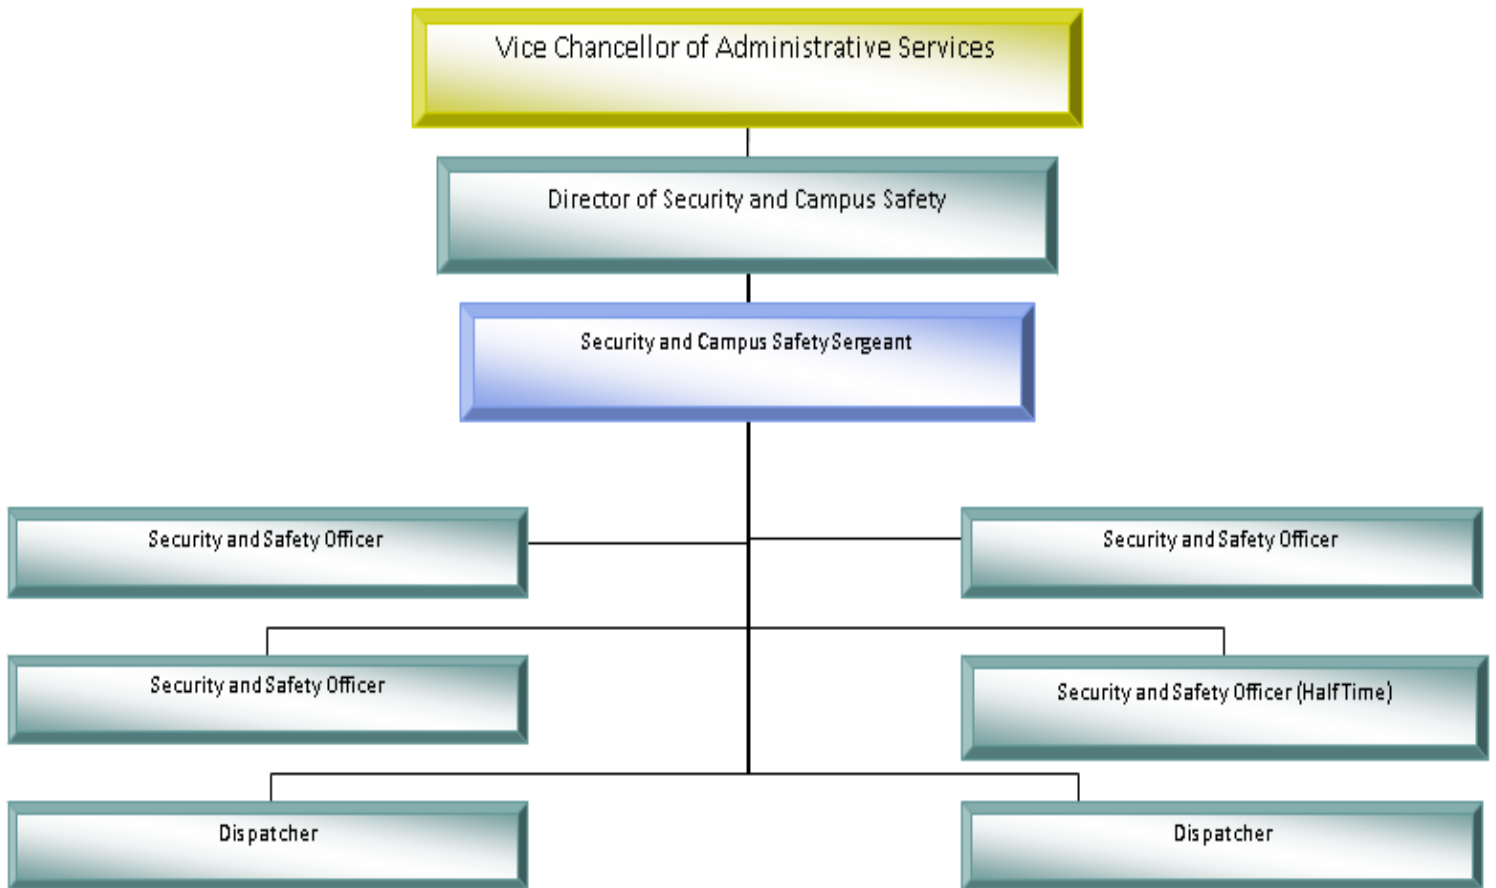 Vice Chancellor of Administrative Services
Director of Security and Campus Safety
Security and Campus Safety Sergeant
Security and Safety Officer
Security and Safety Officer
Security and Safety Officer
Security and Safety Officer (Half Time)
Dispatcher
Dispatcher